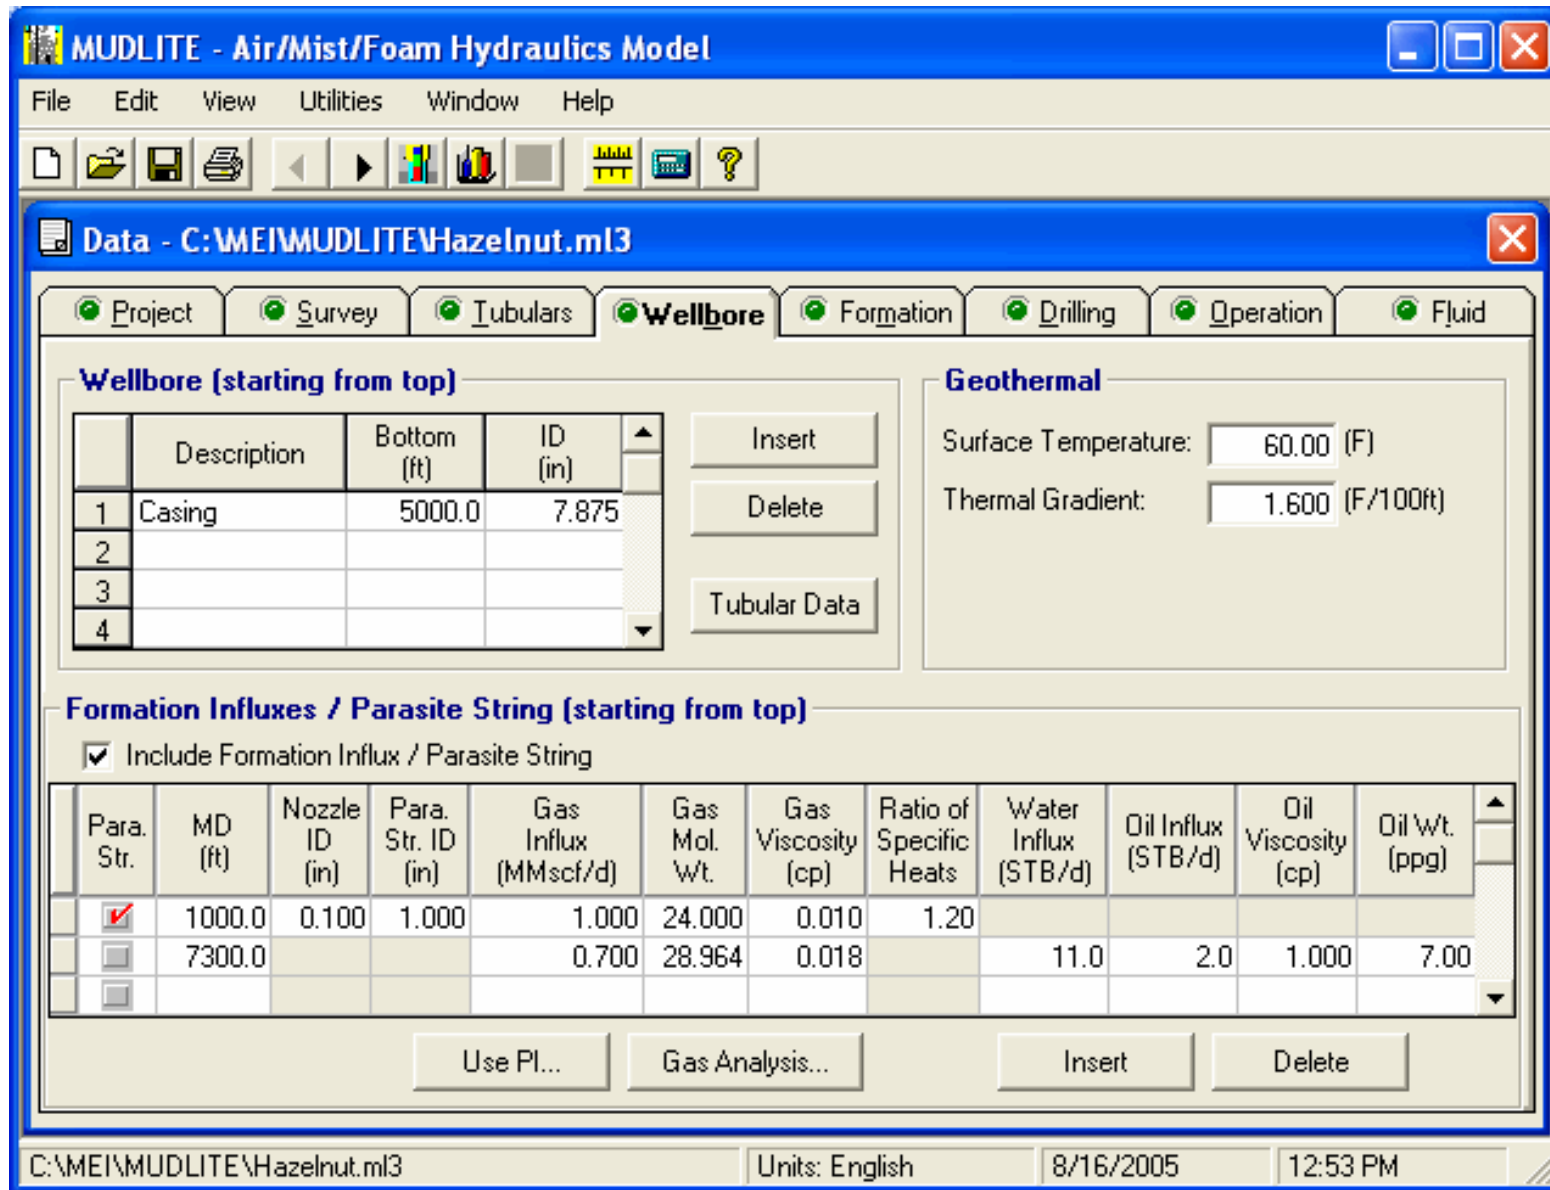 MUDLITE - Air/Mist/Foam Hydraulics Model
File Edit View Utilities Window Help
Data - C:\MEI\MUDLITE\Hazelnut.ml3
Project Survey Tubulars Wellbore Formation Drilling Operation Fluid
Wellbore (starting from top)
Description Bottom (ft) ID (in)
1 Casing 5000.0 7.875
2
3
4
Insert
Delete
Tubular Data
Geothermal
Surface Temperature: 60.00 (F)
Thermal Gradient: 1.600 (F/100ft)
Formation Influxes / Parasite String (starting from top)
Include Formation Influx / Parasite String
Para. Str. MD (ft) Nozzle ID (in) Para. Str. ID (in) Gas Influx (MMscf/d) Gas Mol. Wt. Gas Viscosity (cp) Ratio of Specific Heats Water Influx (STB/d) Oil Influx (STB/d) Oil Viscosity (cp) Oil Wt. (ppg)
1000.0 0.100 1.000 1.000 24.000 0.010 1.20
7300.0 0.700 28.964 0.018 11.0 2.0 1.000 7.00
Use PI... Gas Analysis... Insert Delete
C:\MEI\MUDLITE\Hazelnut.ml3 Units: English 8/16/2005 12:53 PM